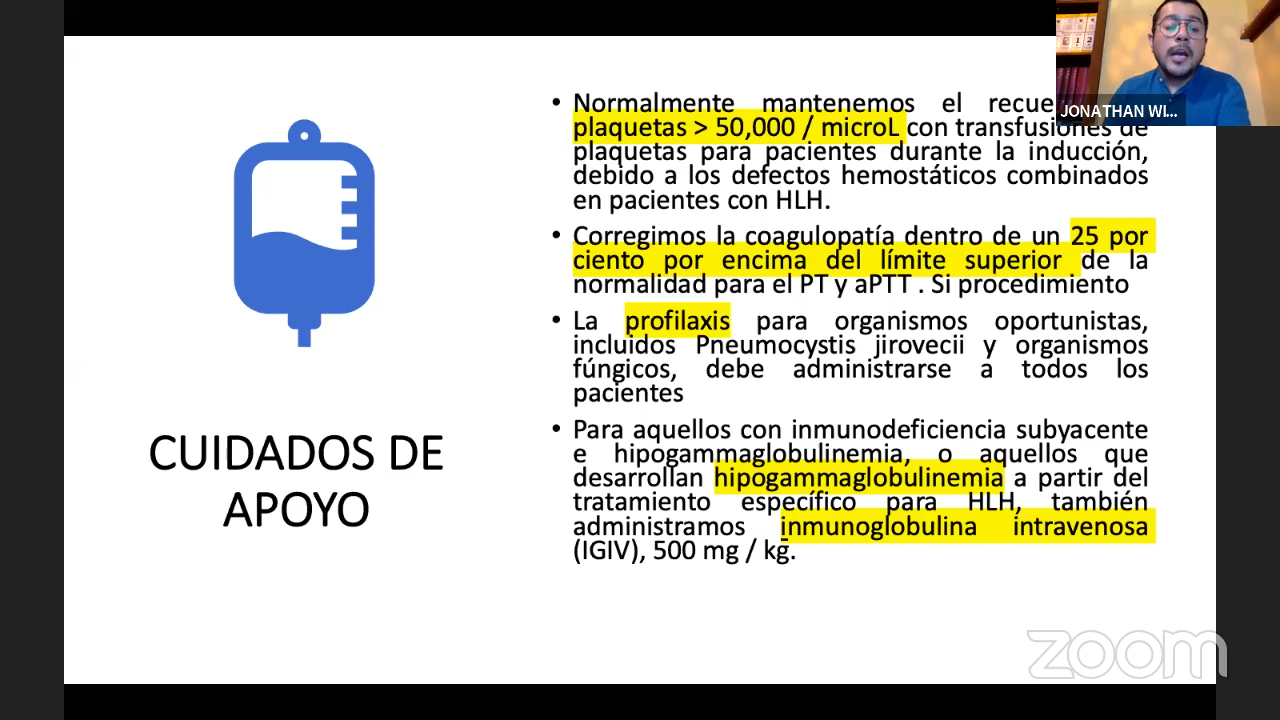 JONATHAN WI...
• Normalmente mantenemos el recue
plaquetas > 50,000 / microL con transfusiones de
plaquetas para pacientes durante la inducción,
debido a los defectos hemostáticos combinados
en pacientes con HLH.
• Corregimos la coagulopatía dentro de un 25 por
ciento por encima del límite superior de la
normalidad para el PT y aPTT . Si procedimiento
• La profilaxis para organismos oportunistas,
incluidos Pneumocystis jirovecii y organismos
fúngicos, debe administrarse a todos los
pacientes
• Para aquellos con inmunodeficiencia subyacente
e hipogammaglobulinemia, o aquellos que
desarrollan hipogammaglobulinemia a partir del
tratamiento específico para HLH, también
administramos inmunoglobulina intravenosa
(IGIV), 500 mg / kg.
CUIDADOS DE
APOYO
zoom